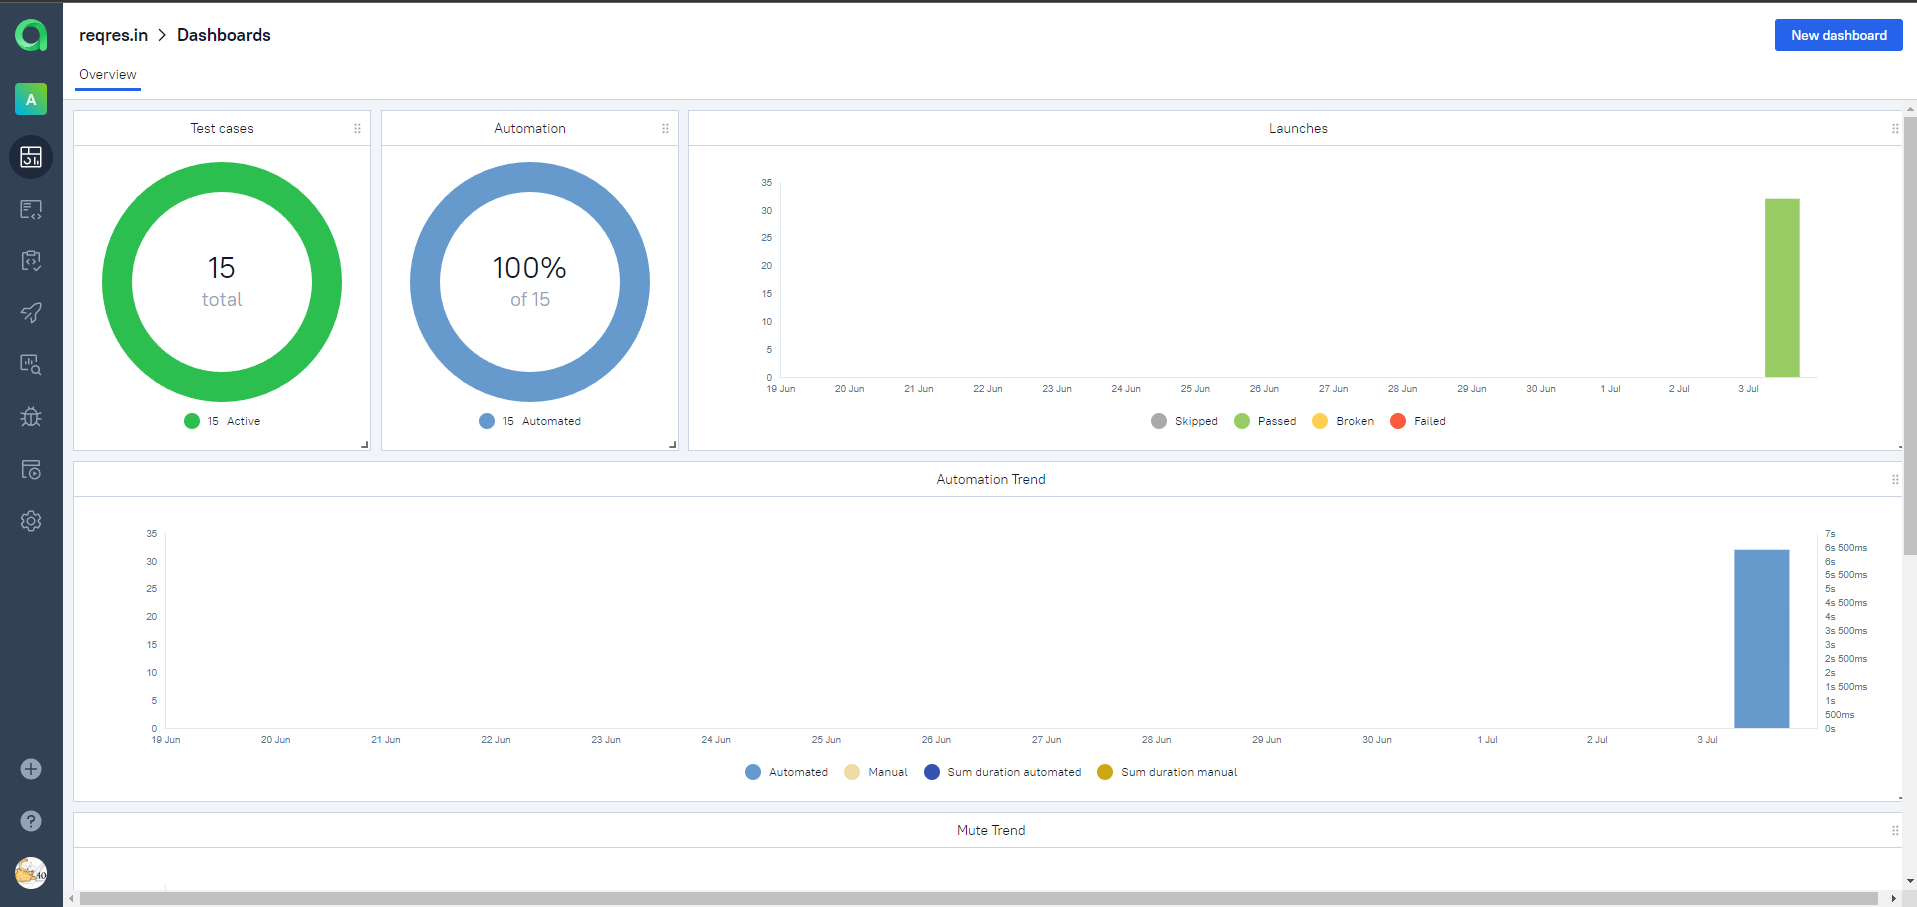 reqres.in > Dashboards
New dashboard
Overview
A
Test cases
15
total
15 Active
Automation
100%
of 15
15 Automated
Launches
35
30
25
20
15
10
5
0
19 Jun 20 Jun 21 Jun 22 Jun 23 Jun 24 Jun 25 Jun 26 Jun 27 Jun 28 Jun 29 Jun 30 Jun 1 Jul 2 Jul 3 Jul
Skipped Passed Broken Failed
Automation Trend
35
30
25
20
15
10
5
0
7s
6s 500ms
6s
5s 500ms
5s
4s 500ms
4s
3s 500ms
3s
2s 500ms
2s
1s 500ms
1s
500ms
0s
19 Jun 20 Jun 21 Jun 22 Jun 23 Jun 24 Jun 25 Jun 26 Jun 27 Jun 28 Jun 29 Jun 30 Jun 1 Jul 2 Jul 3 Jul
Automated Manual Sum duration automated Sum duration manual
Mute Trend